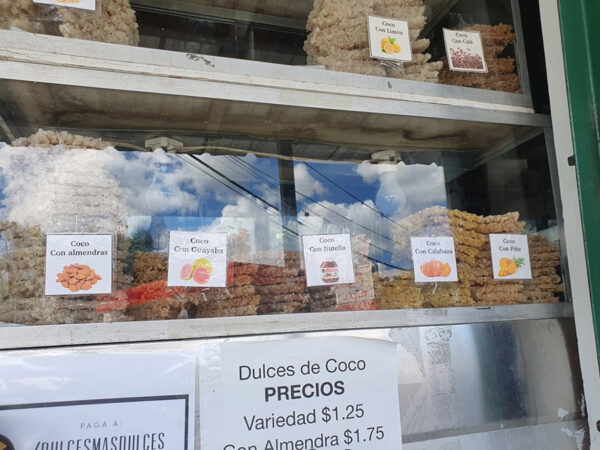 Coco
Con Limón
Coco
Con Café
Coco
Con almendras
Coco
Con Guayaba
Coco
Con Nutella
Coco
Con Calabaza
Coco
Con Piña
Dulces de Coco
PRECIOS
Variedad $1.25
Con Almendra $1.75
PAGA A:
/DULCESMASDULCES